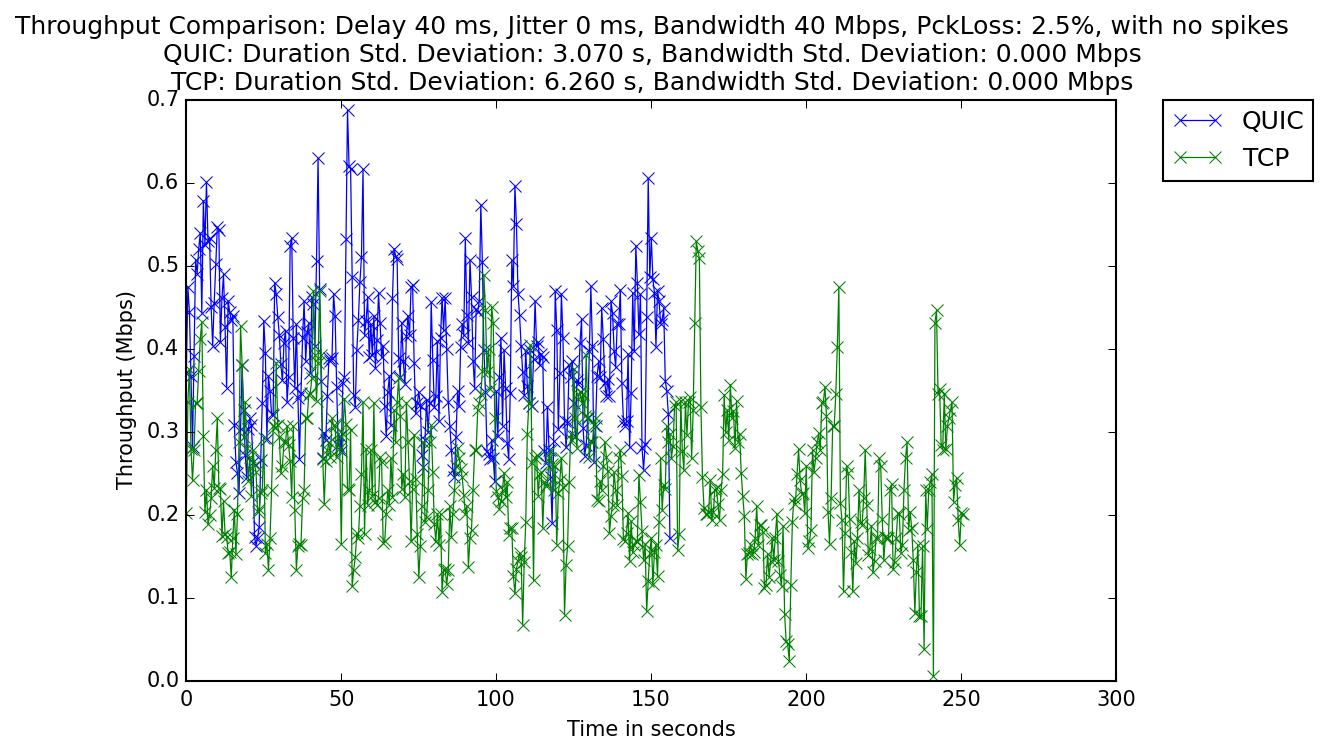 Throughput Comparison: Delay 40 ms, Jitter 0 ms, Bandwidth 40 Mbps, PckLoss: 2.5%, with no spikes
QUIC: Duration Std. Deviation: 3.070 s, Bandwidth Std. Deviation: 0.000 Mbps
TCP: Duration Std. Deviation: 6.260 s, Bandwidth Std. Deviation: 0.000 Mbps
QUIC
TCP
Throughput (Mbps)
0.7
0.6
0.5
0.4
0.3
0.2
0.1
0.0
0 50 100 150 200 250 300
Time in seconds